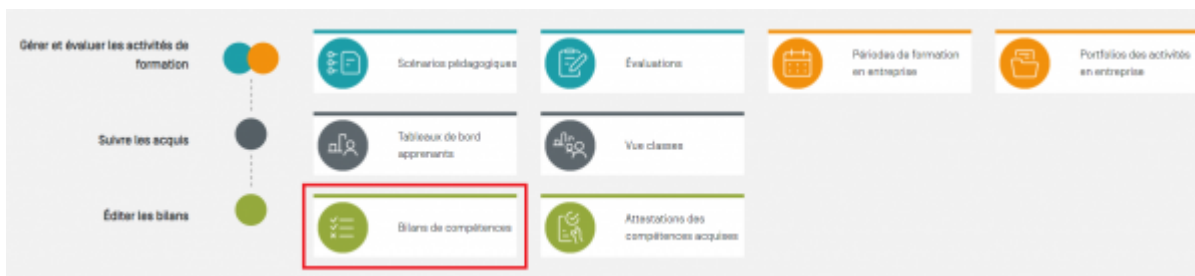 Gérer et évaluer les activités de
formation
Scénarios pédagogiques
Évaluations
Périodes de formation
en entreprise
Portfolios des activités
en entreprise
Suivre les acquis
Tableaux de bord
apprenants
Vue classes
Éditer les bilans
Bilans de compétences
Attestations des
compétences acquises